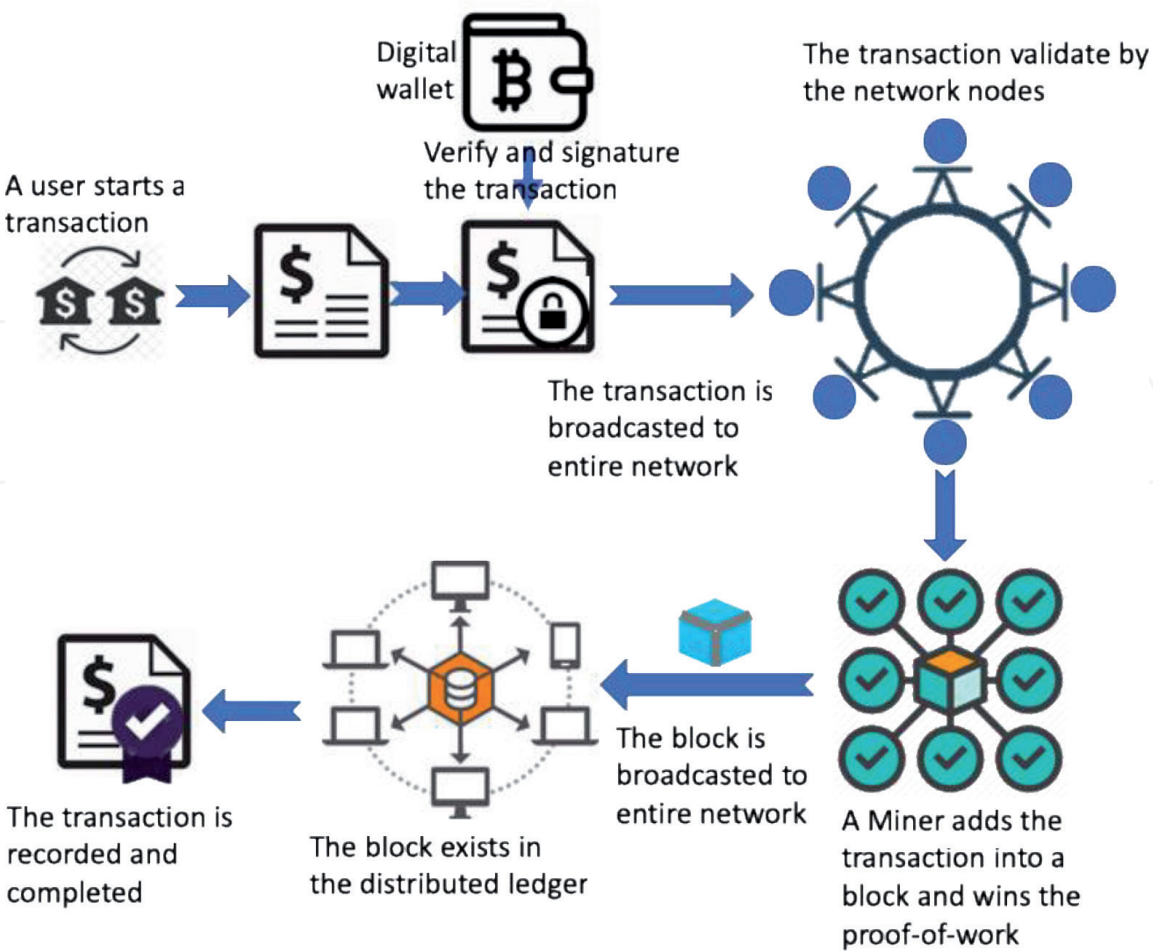 Digital
wallet
Verify and signature
the transaction
The transaction validate by
the network nodes
A user starts a
transaction
$ $
$
$
The transaction is
broadcasted to
entire network
A Miner adds the
transaction into a
block and wins the
proof-of-work
The block is
broadcasted to
entire network
The block exists in
the distributed ledger
$
The transaction is
recorded and
completed